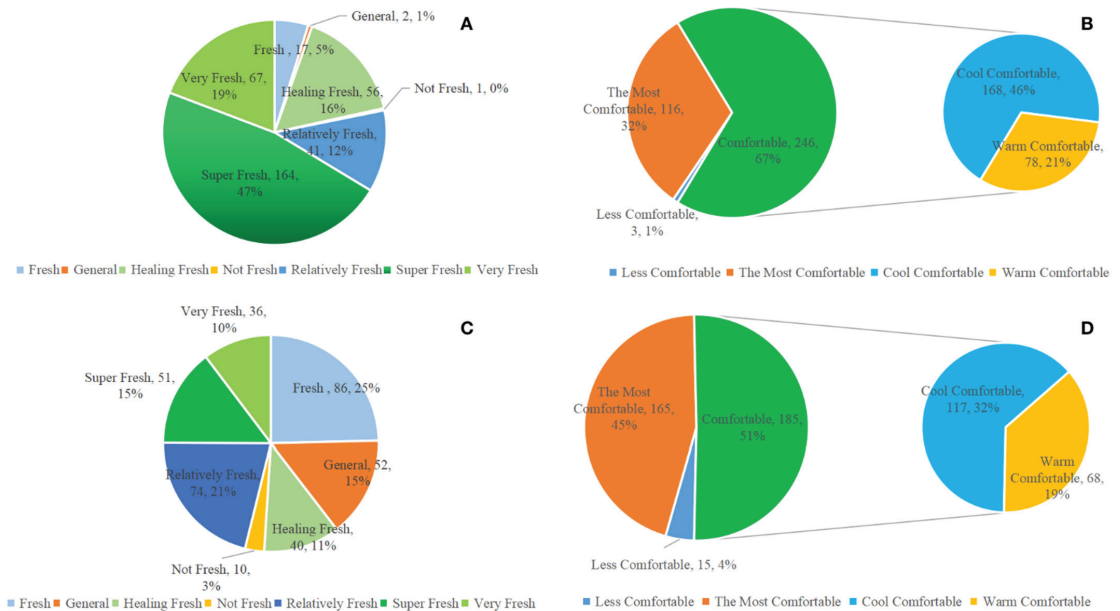 A
General, 2, 1%
Fresh , 17, 5%
Very Fresh, 67,
19%
Healing Fresh, 56,
16%
Not Fresh, 1, 0%
Relatively Fresh,
41, 12%
Super Fresh, 164,
47%
Fresh General Healing Fresh Not Fresh Relatively Fresh Super Fresh Very Fresh
B
The Most
Comfortable, 116,
32%
Comfortable, 246,
67%
Less Comfortable,
3, 1%
Cool Comfortable,
168, 46%
Warm Comfortable,
78, 21%
Less Comfortable The Most Comfortable Cool Comfortable Warm Comfortable
C
Very Fresh, 36,
10%
Super Fresh, 51,
15%
Fresh , 86, 25%
Relatively Fresh,
74, 21%
General, 52,
15%
Healing Fresh,
40, 11%
Not Fresh, 10,
3%
Fresh General Healing Fresh Not Fresh Relatively Fresh Super Fresh Very Fresh
D
The Most
Comfortable, 165,
45%
Comfortable, 185,
51%
Less Comfortable, 15, 4%
Cool Comfortable,
117, 32%
Warm
Comfortable, 68,
19%
Less Comfortable The Most Comfortable Cool Comfortable Warm Comfortable